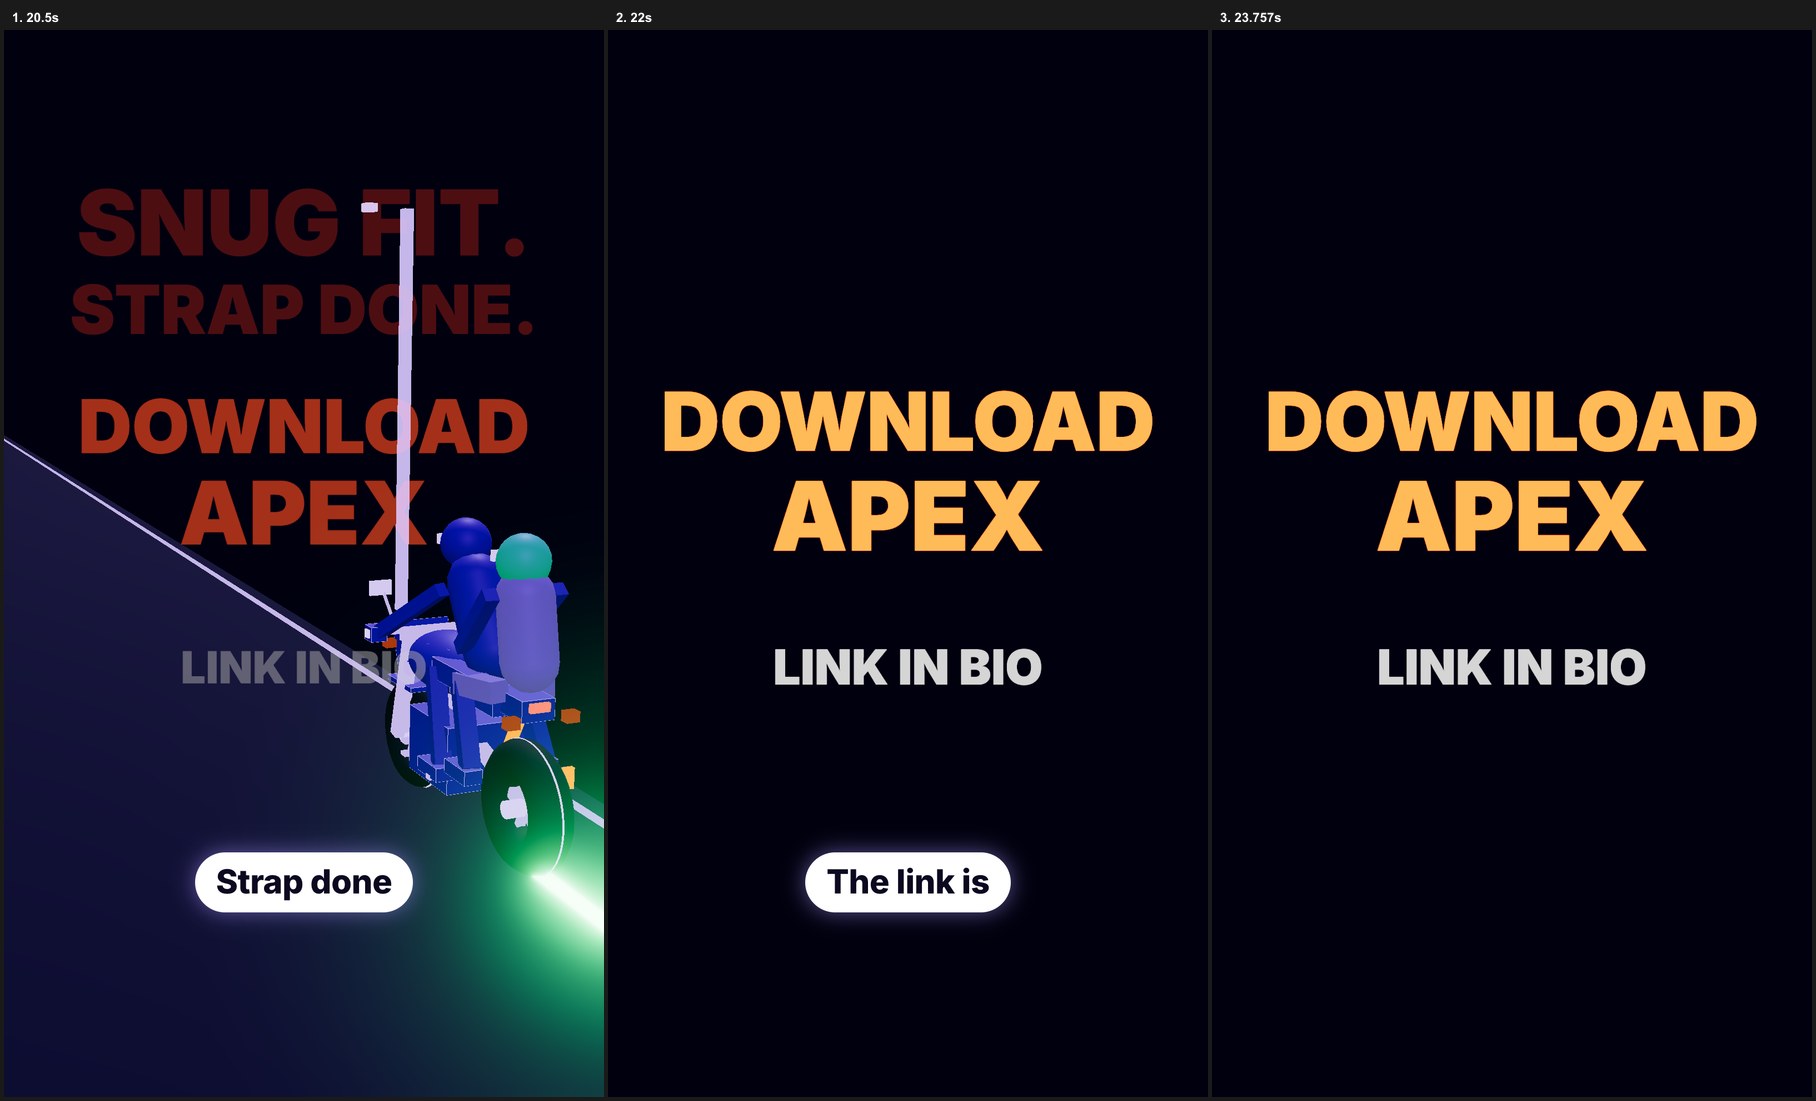 1. 20.5s
SNUG FIT.
STRAP DONE.
DOWNLOAD
APEX
LINK IN BIO
Strap done
2. 22s
DOWNLOAD
APEX
LINK IN BIO
The link is
3. 23.757s
DOWNLOAD
APEX
LINK IN BIO